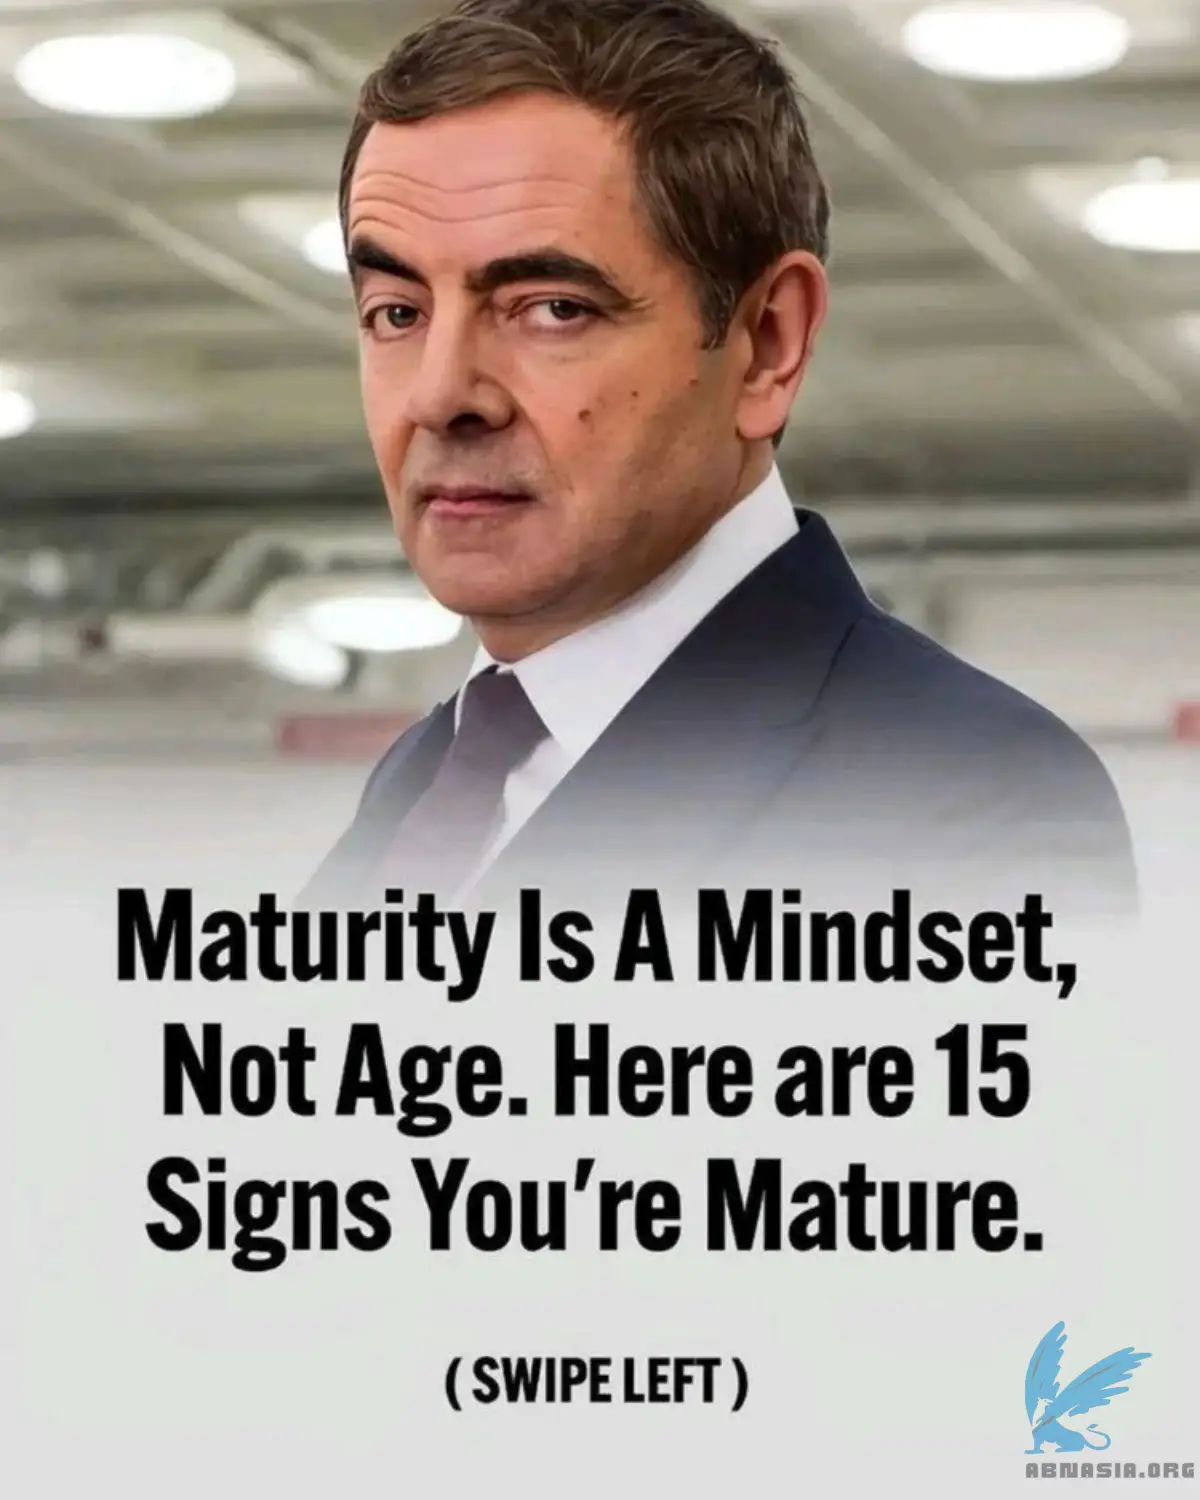 Maturity Is A Mindset,
Not Age. Here are 15
Signs You're Mature.
( SWIPE LEFT )
ABNASIA.ORG